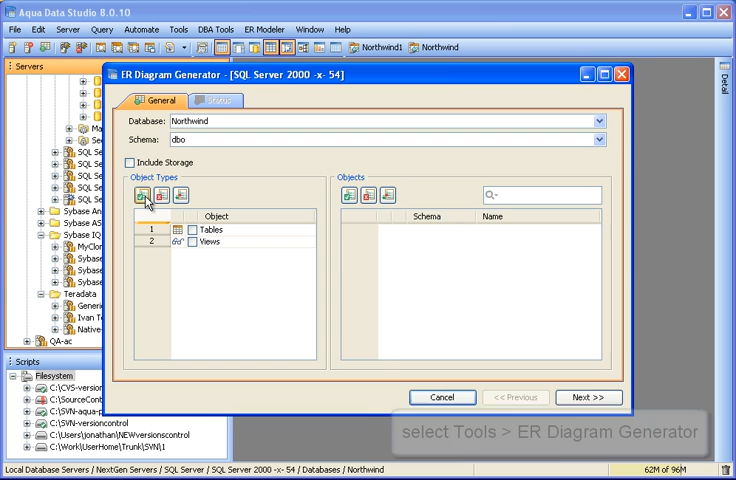 Aqua Data Studio 8.0.10
File Edit Server Query Automate Tools DBA Tools ER Modeler Window Help
Northwind1 Northwind
Servers
Detail
ER Diagram Generator - [SQL Server 2000 -x- 54]
General Status
Database: Northwind
Schema: dbo
Include Storage
Object Types
Objects
Object
Schema Name
1 Tables
2 Views
Ma
Se
SQL Se
SQL Se
SQL Se
SQL Se
SQL Se
Sybase An
Sybase AS
Sybase IQ
MyClon
Sybase
Sybase
Sybase
Teradata
Generi
Ivan Te
Native-
QA-ac
Cancel << Previous Next >>
select Tools > ER Diagram Generator
Scripts
Filesystem
C:\CVS-version
C:\SourceCont
C:\SVN-aqua-p
C:\SVN-versioncontrol
C:\Users\jonathan\NEWversionscontrol
C:\Work\UserHome\Trunk\SVN\1
Local Database Servers / NextGen Servers / SQL Server / SQL Server 2000 -x- 54 / Databases / Northwind
62M of 96M